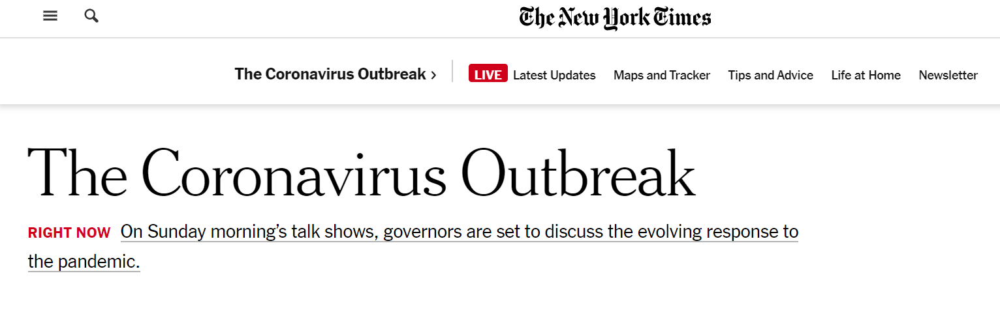 The New York Times
The Coronavirus Outbreak ›
LIVE Latest Updates Maps and Tracker Tips and Advice Life at Home Newsletter
The Coronavirus Outbreak
RIGHT NOW On Sunday morning’s talk shows, governors are set to discuss the evolving response to
the pandemic.